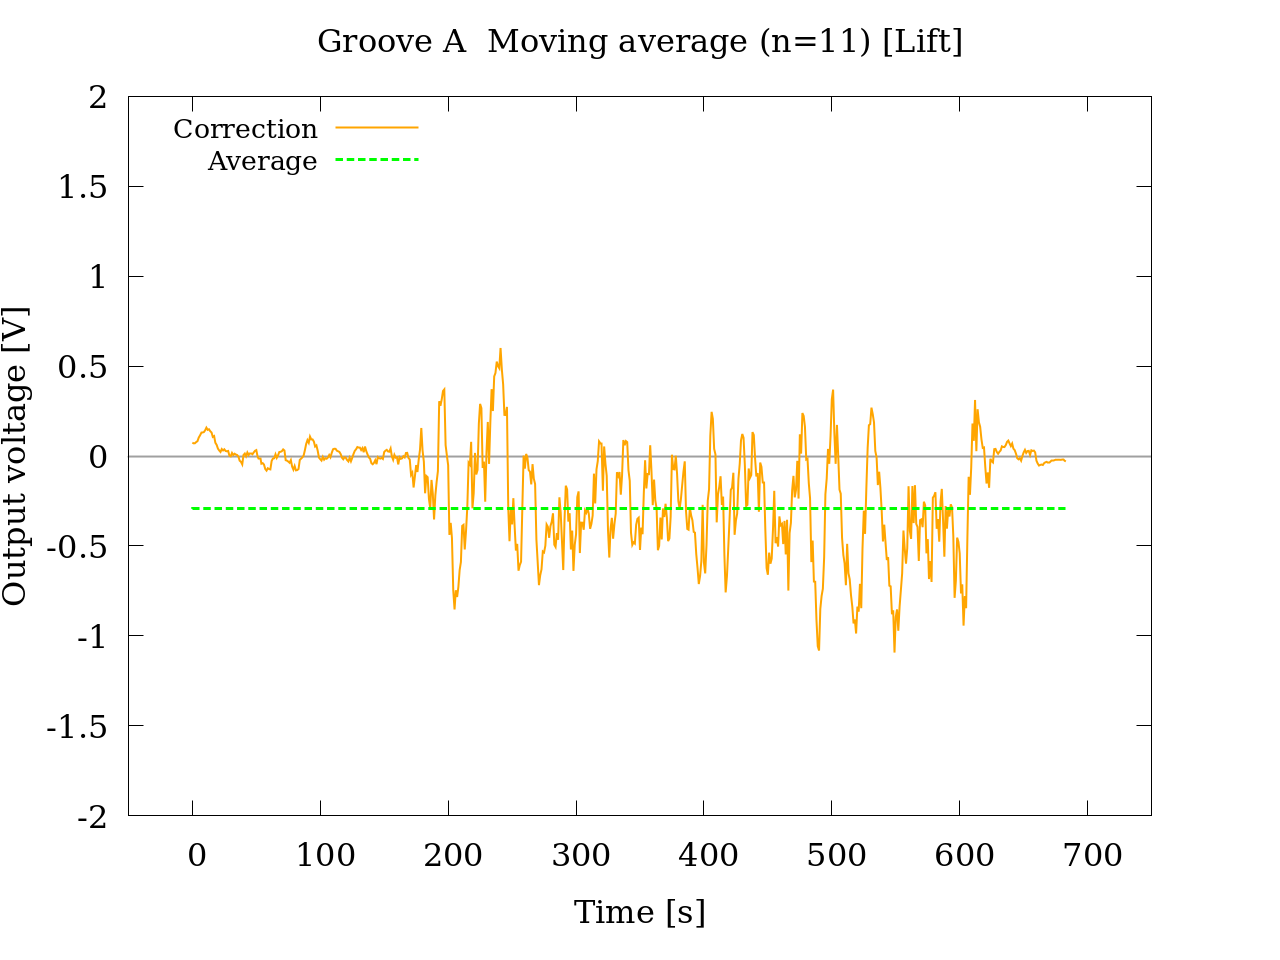 Groove A  Moving average (n=11) [Lift]
Correction
Average
2
1.5
1
0.5
0
-0.5
-1
-1.5
-2
Output voltage [V]
0 100 200 300 400 500 600 700
Time [s]